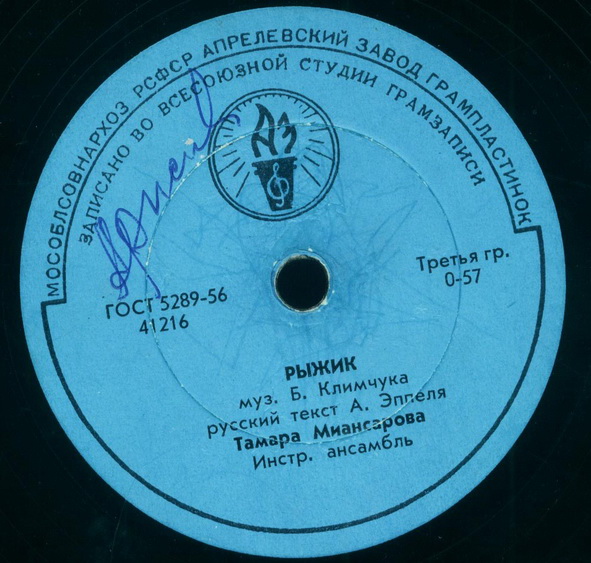 МОСОБЛСОВНАРХОЗ РСФСР АПРЕЛЕВСКИЙ ЗАВОД ГРАМПЛАСТИНОК
ЗАПИСАНО ВО ВСЕСОЮЗНОЙ СТУДИИ ГРАМЗАПИСИ
ГОСТ 5289-56
41216
Третья гр.
0-57
РЫЖИК
муз. Б. Климчука
русский текст А. Эппеля
Тамара Миансарова
Инстр. ансамбль